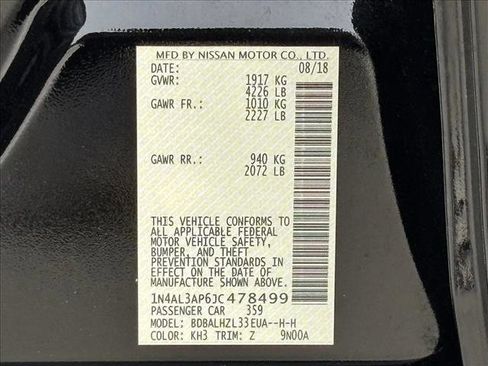 MFD BY NISSAN MOTOR CO., LTD.
DATE: 08/18
GVWR: 1917 KG
4226 LB
GAWR FR.: 1010 KG
2227 LB
GAWR RR.: 940 KG
2072 LB
THIS VEHICLE CONFORMS TO
ALL APPLICABLE FEDERAL
MOTOR VEHICLE SAFETY,
BUMPER, AND THEFT
PREVENTION STANDARDS IN
EFFECT ON THE DATE OF
MANUFACTURE SHOWN ABOVE.
1N4AL3AP6JC478499
PASSENGER CAR 359
MODEL: BDBALHZL33EUA--H-H
COLOR: KH3 TRIM: Z 9N00A